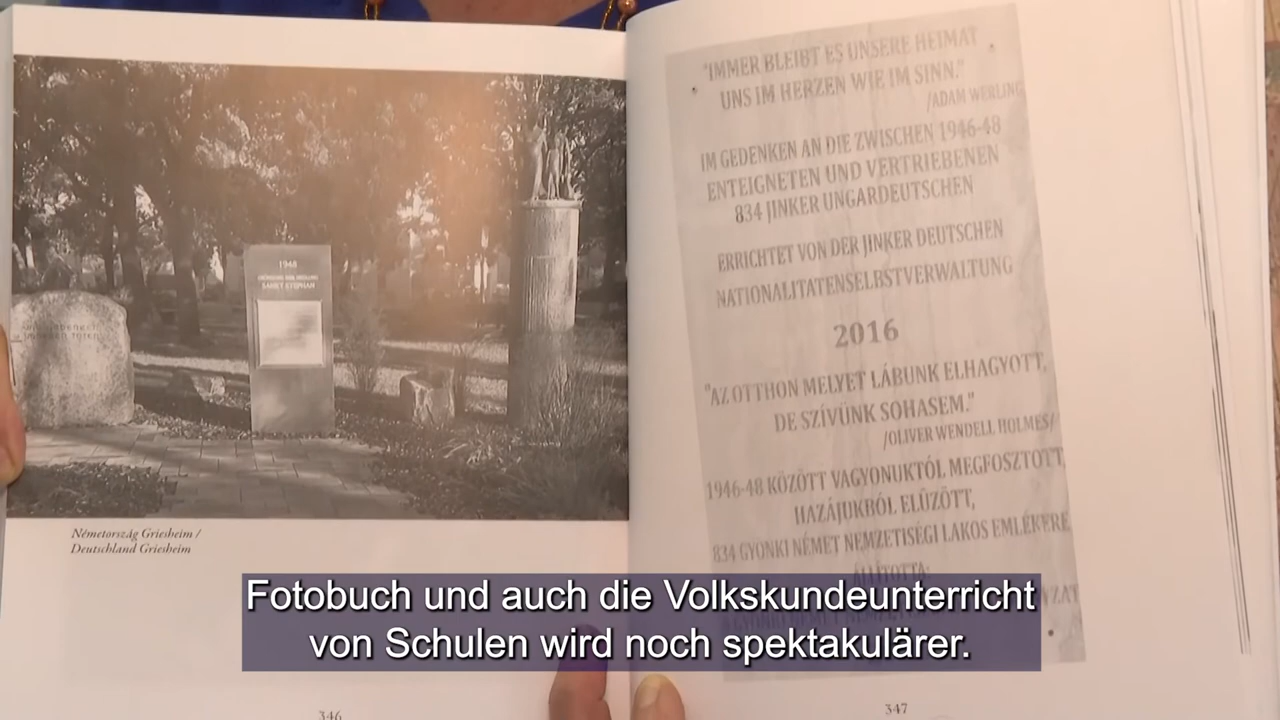 1948
SANKT STEPHAN
Németország Griesheim /
Deutschland Griesheim
346
"IMMER BLEIBT ES UNSERE HEIMAT
UNS IM HERZEN WIE IM SINN."
/ADAM WERLING
IM GEDENKEN AN DIE ZWISCHEN 1946-48
ENTEIGNETEN UND VERTRIEBENEN
834 JINKER UNGARDEUTSCHEN
ERRICHTET VON DER JINKER DEUTSCHEN
NATIONALITATENSELBSTVERWALTUNG
2016
"AZ OTTHON MELYET LÁBUNK ELHAGYOTT,
DE SZÍVÜNK SOHASEM."
/OLIVER WENDELL HOLMES/
1946-48 KÖZÖTT VAGYONUKTÓL MEGFOSZTOTT,
HAZÁJUKBÓL ELŰZÖTT,
834 GYONKI NÉMET NEMZETISÉGI LAKOS EMLÉKÉRE
ÁLLÍTOTTA:
347
Fotobuch und auch die Volkskundeunterricht
von Schulen wird noch spektakulärer.